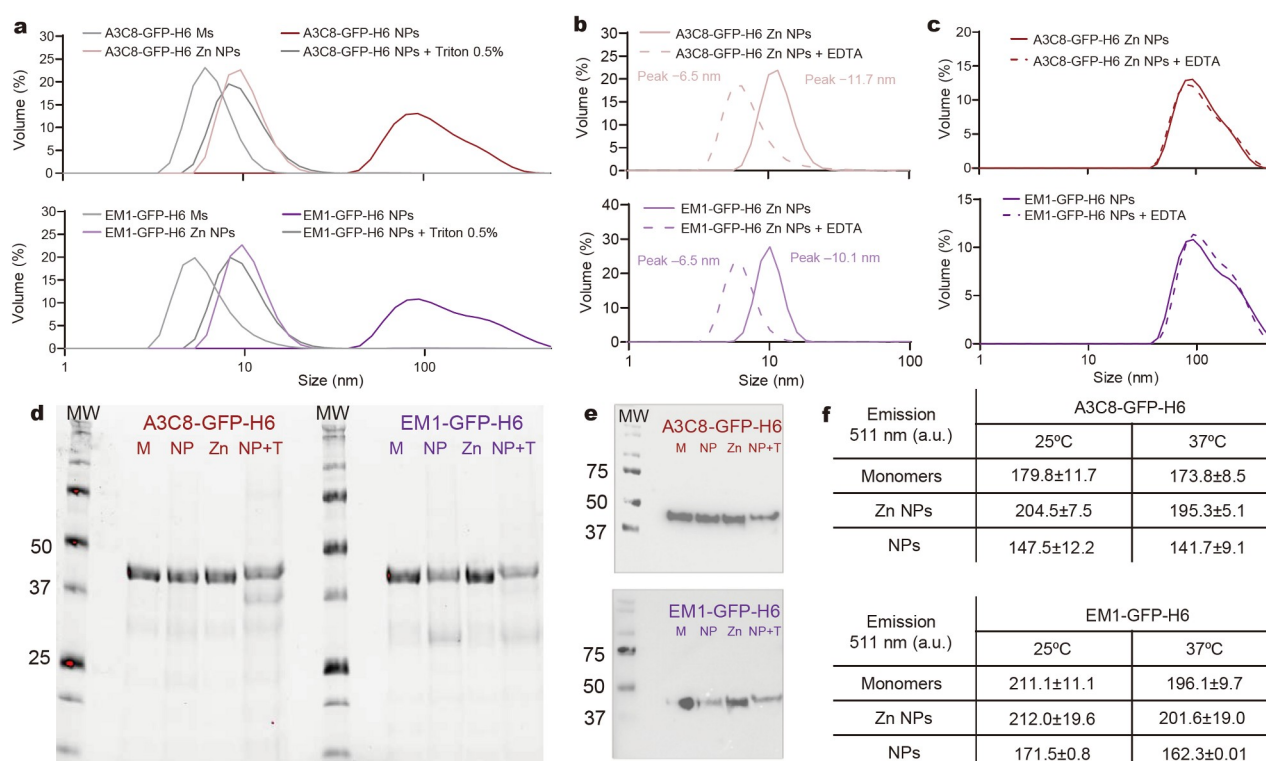 a
A3C8-GFP-H6 Ms
A3C8-GFP-H6 NPs
A3C8-GFP-H6 Zn NPs
A3C8-GFP-H6 NPs + Triton 0.5%
Volume (%)
30
25
20
15
10
5
0
EM1-GFP-H6 Ms
EM1-GFP-H6 NPs
EM1-GFP-H6 Zn NPs
EM1-GFP-H6 NPs + Triton 0.5%
Volume (%)
30
25
20
15
10
5
0
1 10 100
Size (nm)
b
A3C8-GFP-H6 Zn NPs
A3C8-GFP-H6 Zn NPs + EDTA
Peak –6.5 nm
Peak –11.7 nm
Volume (%)
30
20
15
10
5
0
EM1-GFP-H6 Zn NPs
EM1-GFP-H6 Zn NPs + EDTA
Peak –6.5 nm
Peak –10.1 nm
Volume (%)
40
30
20
10
0
1 10 100
Size (nm)
c
A3C8-GFP-H6 Zn NPs
A3C8-GFP-H6 Zn NPs + EDTA
Volume (%)
20
15
10
5
0
EM1-GFP-H6 NPs
EM1-GFP-H6 NPs + EDTA
Volume (%)
15
10
5
0
1 10 100
Size (nm)
d
MW A3C8-GFP-H6 MW EM1-GFP-H6
M NP Zn NP+T M NP Zn NP+T
50
37
25
e
MW A3C8-GFP-H6
M NP Zn NP+T
75
50
37
EM1-GFP-H6
M NP Zn NP+T
75
50
37
f
Emission
511 nm (a.u.)
A3C8-GFP-H6
25ºC 37ºC
Monomers 179.8±11.7 173.8±8.5
Zn NPs 204.5±7.5 195.3±5.1
NPs 147.5±12.2 141.7±9.1
Emission
511 nm (a.u.)
EM1-GFP-H6
25ºC 37ºC
Monomers 211.1±11.1 196.1±9.7
Zn NPs 212.0±19.6 201.6±19.0
NPs 171.5±0.8 162.3±0.01